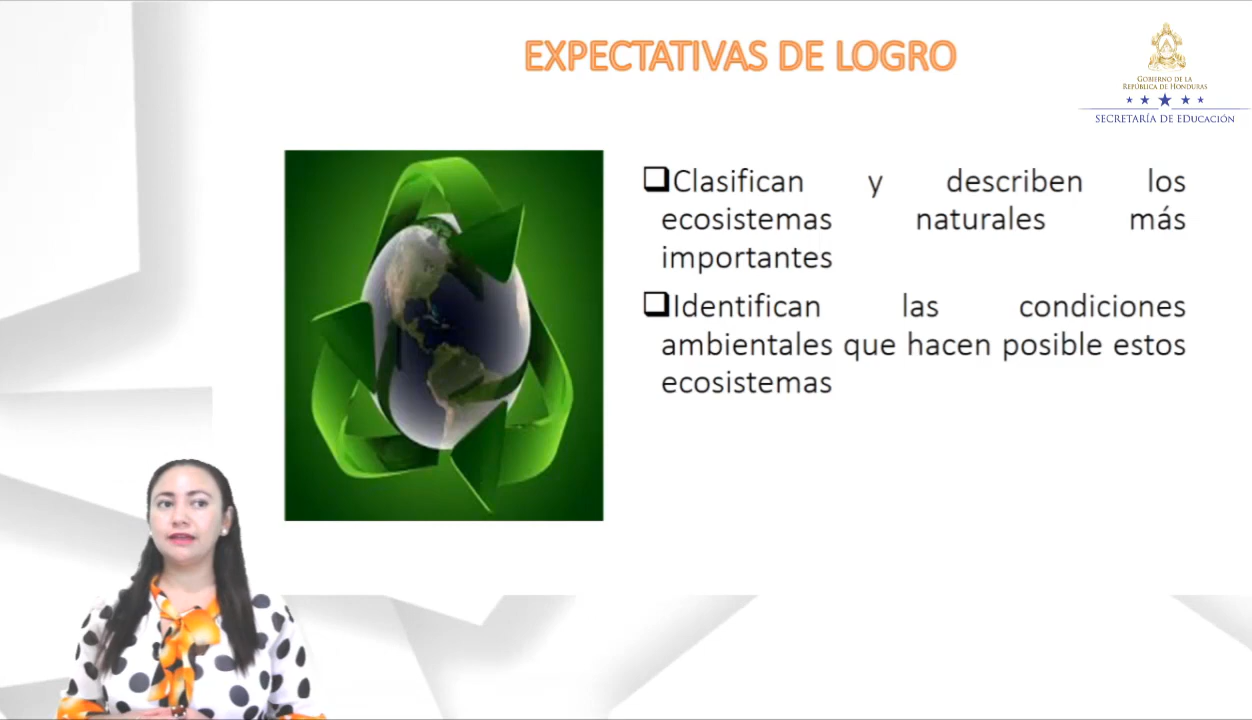 EXPECTATIVAS DE LOGRO
GOBIERNO DE LA
REPÚBLICA DE HONDURAS
SECRETARÍA DE EDUCACIÓN
Clasifican y describen los
ecosistemas naturales más
importantes
Identifican las condiciones
ambientales que hacen posible estos
ecosistemas